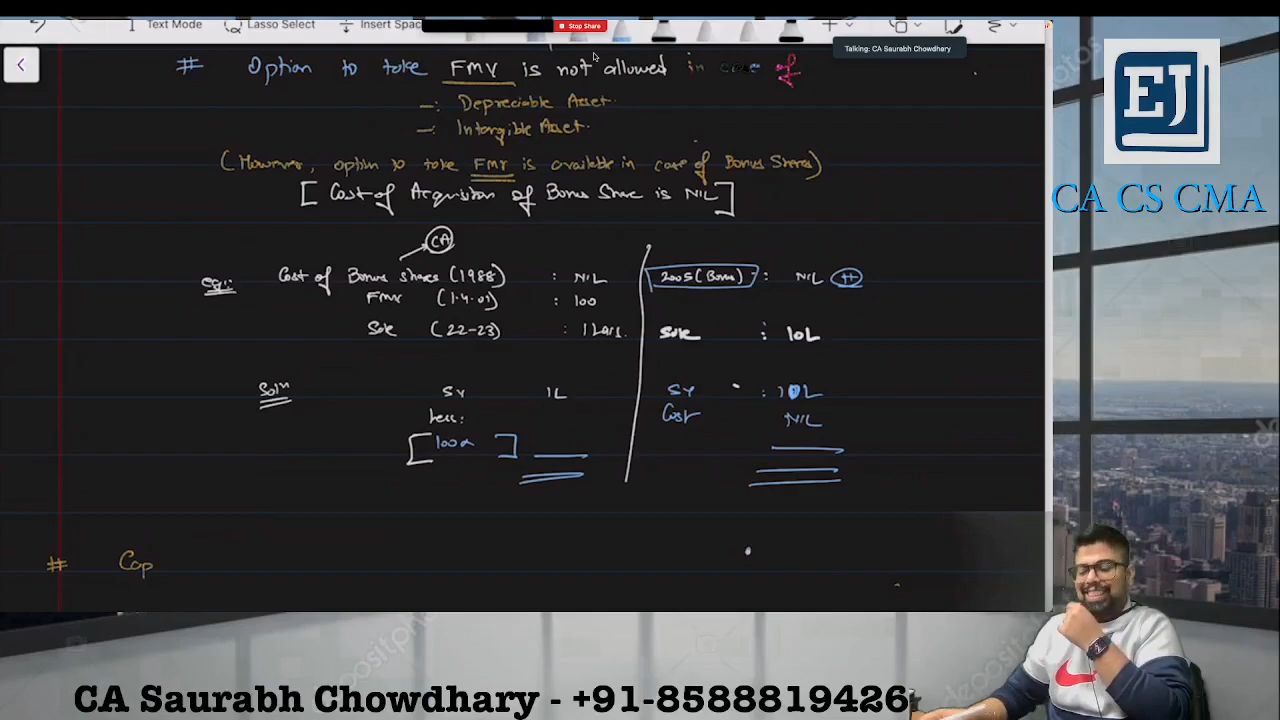 Text Mode Lasso Select Insert Spac
Stop Share
Talking: CA Saurabh Chowdhary
# Option to take FMV is not allowed in case of
—: Depreciable Asset.
—: Intangible Asset.
(However, option to take FMV is available in case of Bonus Shares)
[Cost of Acquisition of Bonus Share is NIL]
CA
Eg: Cost of Bonus shares (1988) : NIL
FMV (1.4.01) : 100
Sale (22-23) : 1 Lacs.
2005 (Bonus) : NIL
Sale : 10L
Soln SV 1L
Less:
[100x ]
SV : 10L
Cost NIL
# Cap
EJ
CA CS CMA
CA Saurabh Chowdhary - +91-8588819426